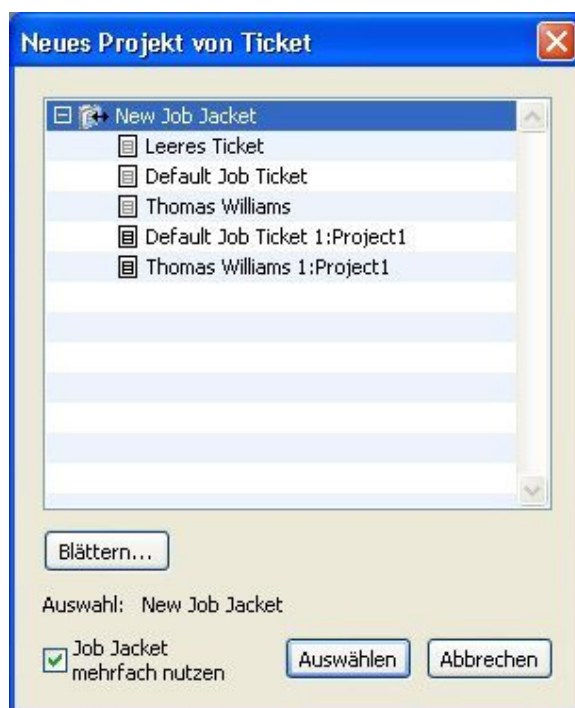 Neues Projekt von Ticket
New Job Jacket
Leeres Ticket
Default Job Ticket
Thomas Williams
Default Job Ticket 1:Project1
Thomas Williams 1:Project1
Blättern...
Auswahl: New Job Jacket
Job Jacket
mehrfach nutzen
Auswählen
Abbrechen